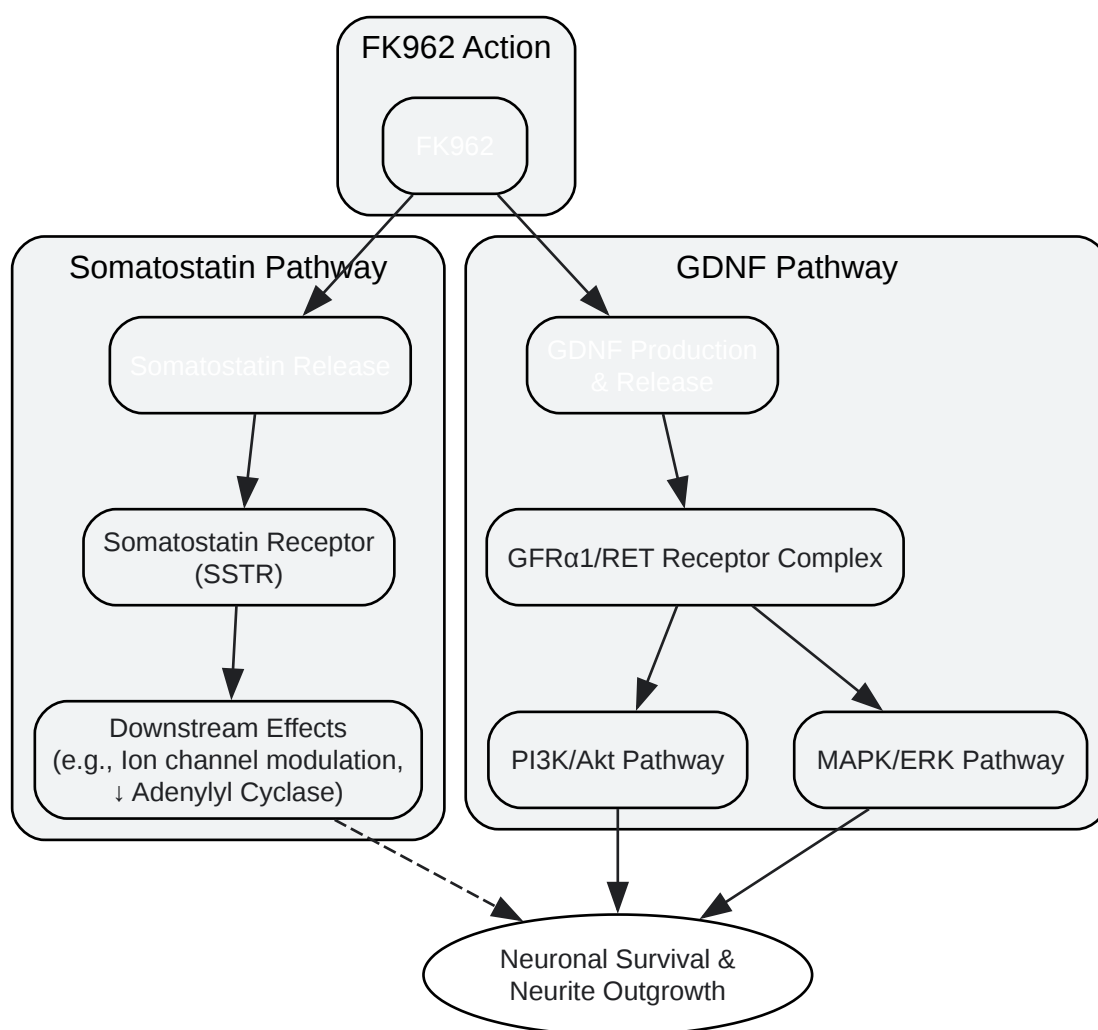 FK962 Action
FK962
Somatostatin Pathway
GDNF Pathway
Somatostatin Release
GDNF Production
& Release
Somatostatin Receptor
(SSTR)
GFRα1/RET Receptor Complex
Downstream Effects
(e.g., Ion channel modulation,
↓ Adenylyl Cyclase)
PI3K/Akt Pathway
MAPK/ERK Pathway
Neuronal Survival &
Neurite Outgrowth